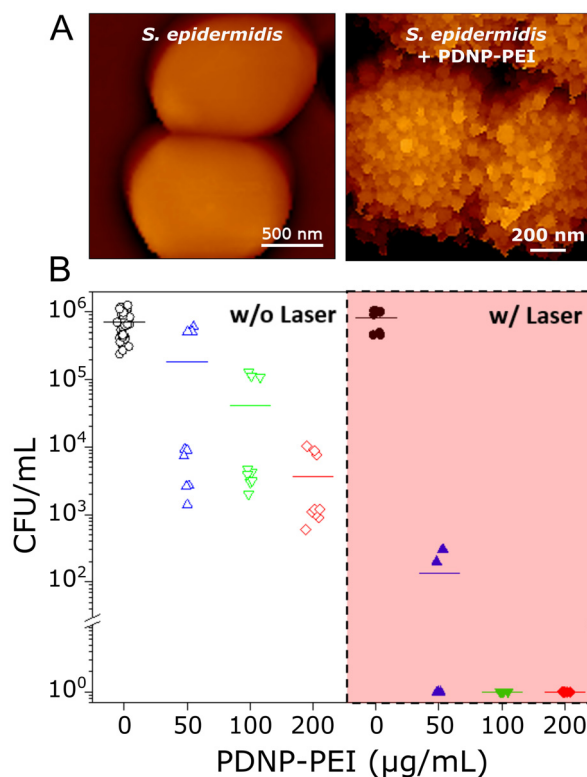 A
S. epidermidis
500 nm
S. epidermidis
+ PDNP-PEI
200 nm
B
w/o Laser
w/ Laser
CFU/mL
10⁶
10⁵
10⁴
10³
10²
10⁰
0 50 100 200 0 50 100 200
PDNP-PEI (µg/mL)